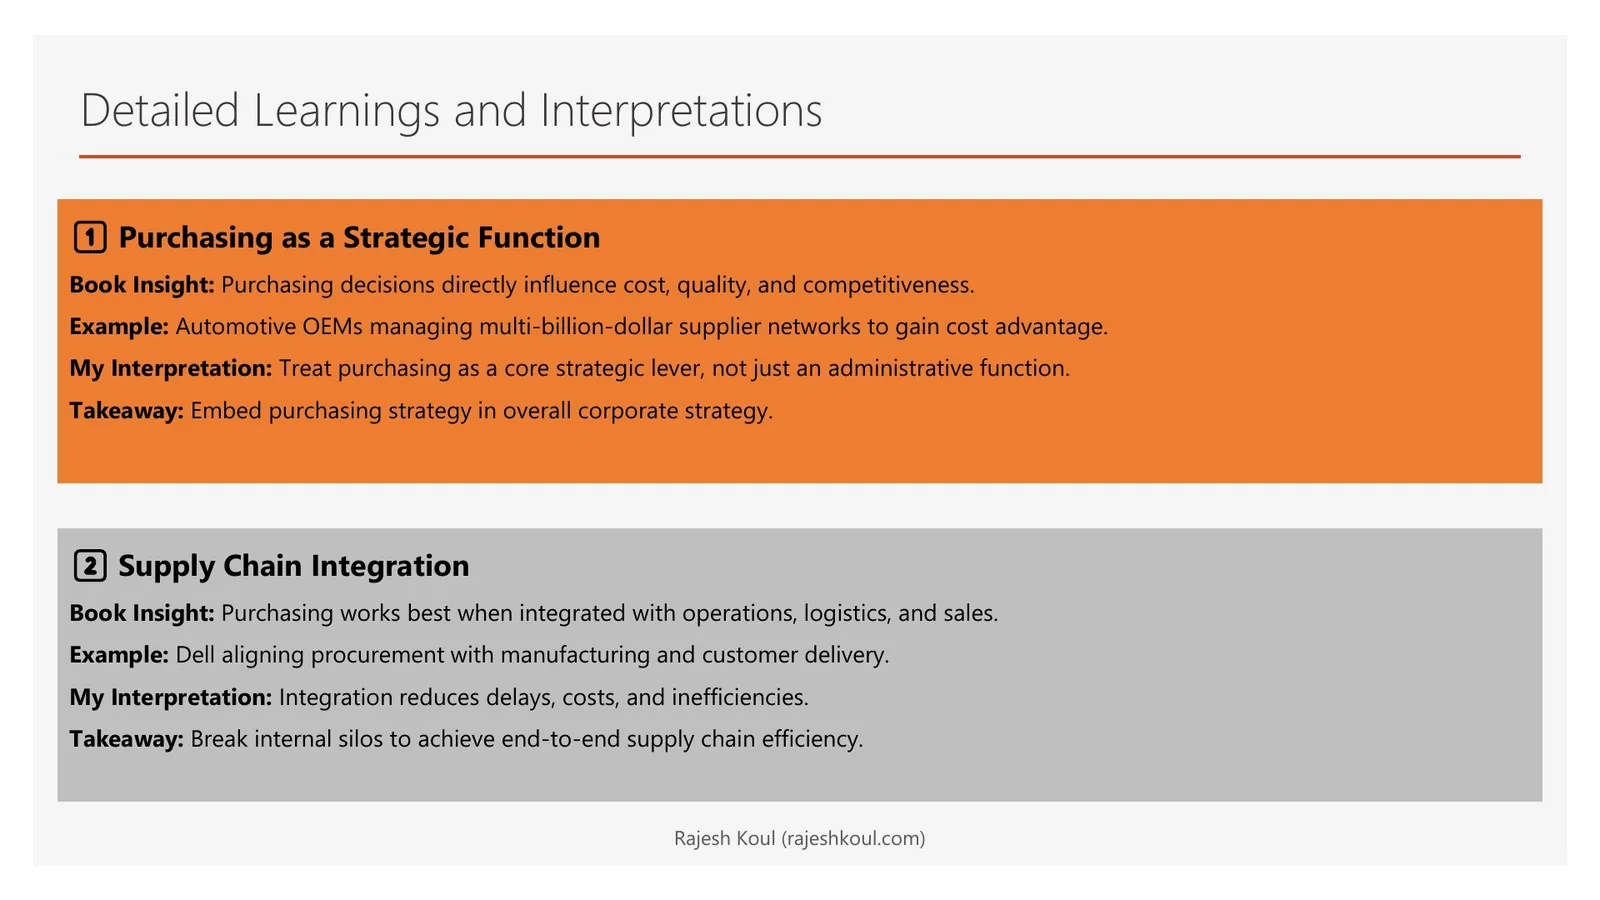 Detailed Learnings and Interpretations
1 Purchasing as a Strategic Function
Book Insight: Purchasing decisions directly influence cost, quality, and competitiveness.
Example: Automotive OEMs managing multi-billion-dollar supplier networks to gain cost advantage.
My Interpretation: Treat purchasing as a core strategic lever, not just an administrative function.
Takeaway: Embed purchasing strategy in overall corporate strategy.
2 Supply Chain Integration
Book Insight: Purchasing works best when integrated with operations, logistics, and sales.
Example: Dell aligning procurement with manufacturing and customer delivery.
My Interpretation: Integration reduces delays, costs, and inefficiencies.
Takeaway: Break internal silos to achieve end-to-end supply chain efficiency.
Rajesh Koul (rajeshkoul.com)